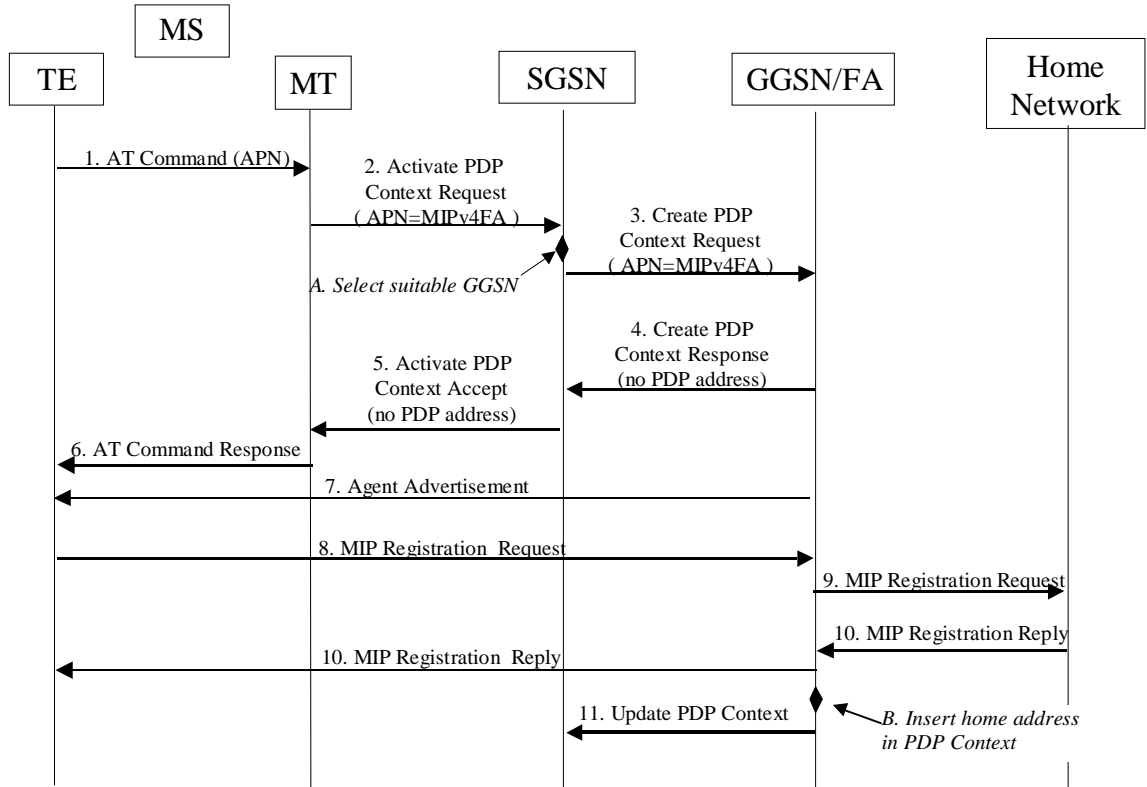 MS
TE
MT
SGSN
GGSN/FA
Home
Network
1. AT Command (APN)
2. Activate PDP
Context Request
( APN=MIPv4FA )
3. Create PDP
Context Request
( APN=MIPv4FA )
A. Select suitable GGSN
4. Create PDP
Context Response
(no PDP address)
5. Activate PDP
Context Accept
(no PDP address)
6. AT Command Response
7. Agent Advertisement
8. MIP Registration Request
9. MIP Registration Request
10. MIP Registration Reply
10. MIP Registration Reply
11. Update PDP Context
B. Insert home address
in PDP Context